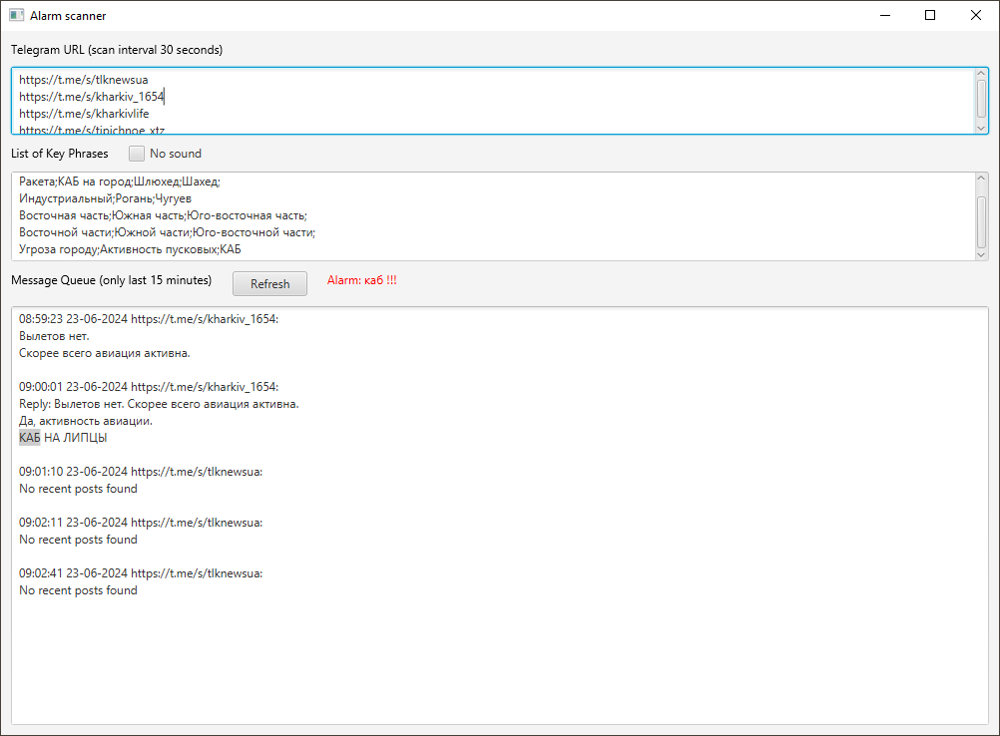 Alarm scanner
Telegram URL (scan interval 30 seconds)
https://t.me/s/tlknewsua
https://t.me/s/kharkiv_1654
https://t.me/s/kharkivlife
https://t.me/s/tipichnoe_xtz
List of Key Phrases No sound
Ракета;КАБ на город;Шлюхед;Шахед;
Индустриальный;Рогань;Чугуев
Восточная часть;Южная часть;Юго-восточная часть;
Восточной части;Южной части;Юго-восточной части;
Угроза городу;Активность пусковых;КАБ
Message Queue (only last 15 minutes) Refresh Alarm: каб !!!
08:59:23 23-06-2024 https://t.me/s/kharkiv_1654:
Вылетов нет.
Скорее всего авиация активна.
09:00:01 23-06-2024 https://t.me/s/kharkiv_1654:
Reply: Вылетов нет. Скорее всего авиация активна.
Да, активность авиации.
КАБ НА ЛИПЦЫ
09:01:10 23-06-2024 https://t.me/s/tlknewsua:
No recent posts found
09:02:11 23-06-2024 https://t.me/s/tlknewsua:
No recent posts found
09:02:41 23-06-2024 https://t.me/s/tlknewsua:
No recent posts found